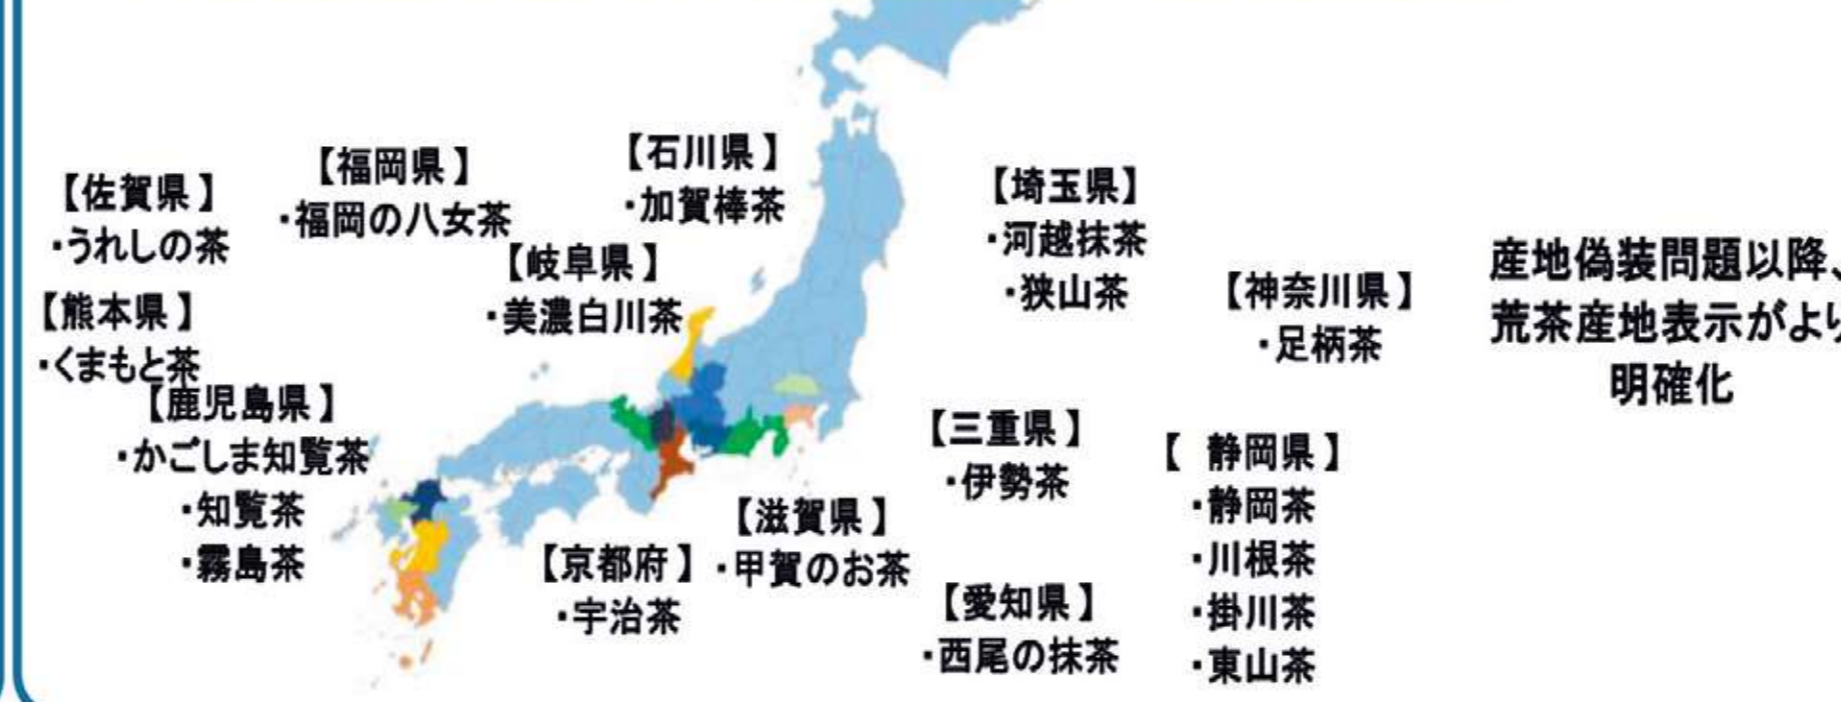 【佐賀県】
・うれしの茶
【福岡県】
・福岡の八女茶
【石川県】
・加賀棒茶
【岐阜県】
・美濃白川茶
【熊本県】
・くまもと茶
【鹿児島県】
・かごしま知覧茶
・知覧茶
・霧島茶
【京都府】
・宇治茶
【滋賀県】
・甲賀のお茶
【埼玉県】
・河越抹茶
・狭山茶
【神奈川県】
・足柄茶
【三重県】
・伊勢茶
【愛知県】
・西尾の抹茶
【 静岡県】
・静岡茶
・川根茶
・掛川茶
・東山茶
産地偽装問題以降、
荒茶産地表示がより
明確化